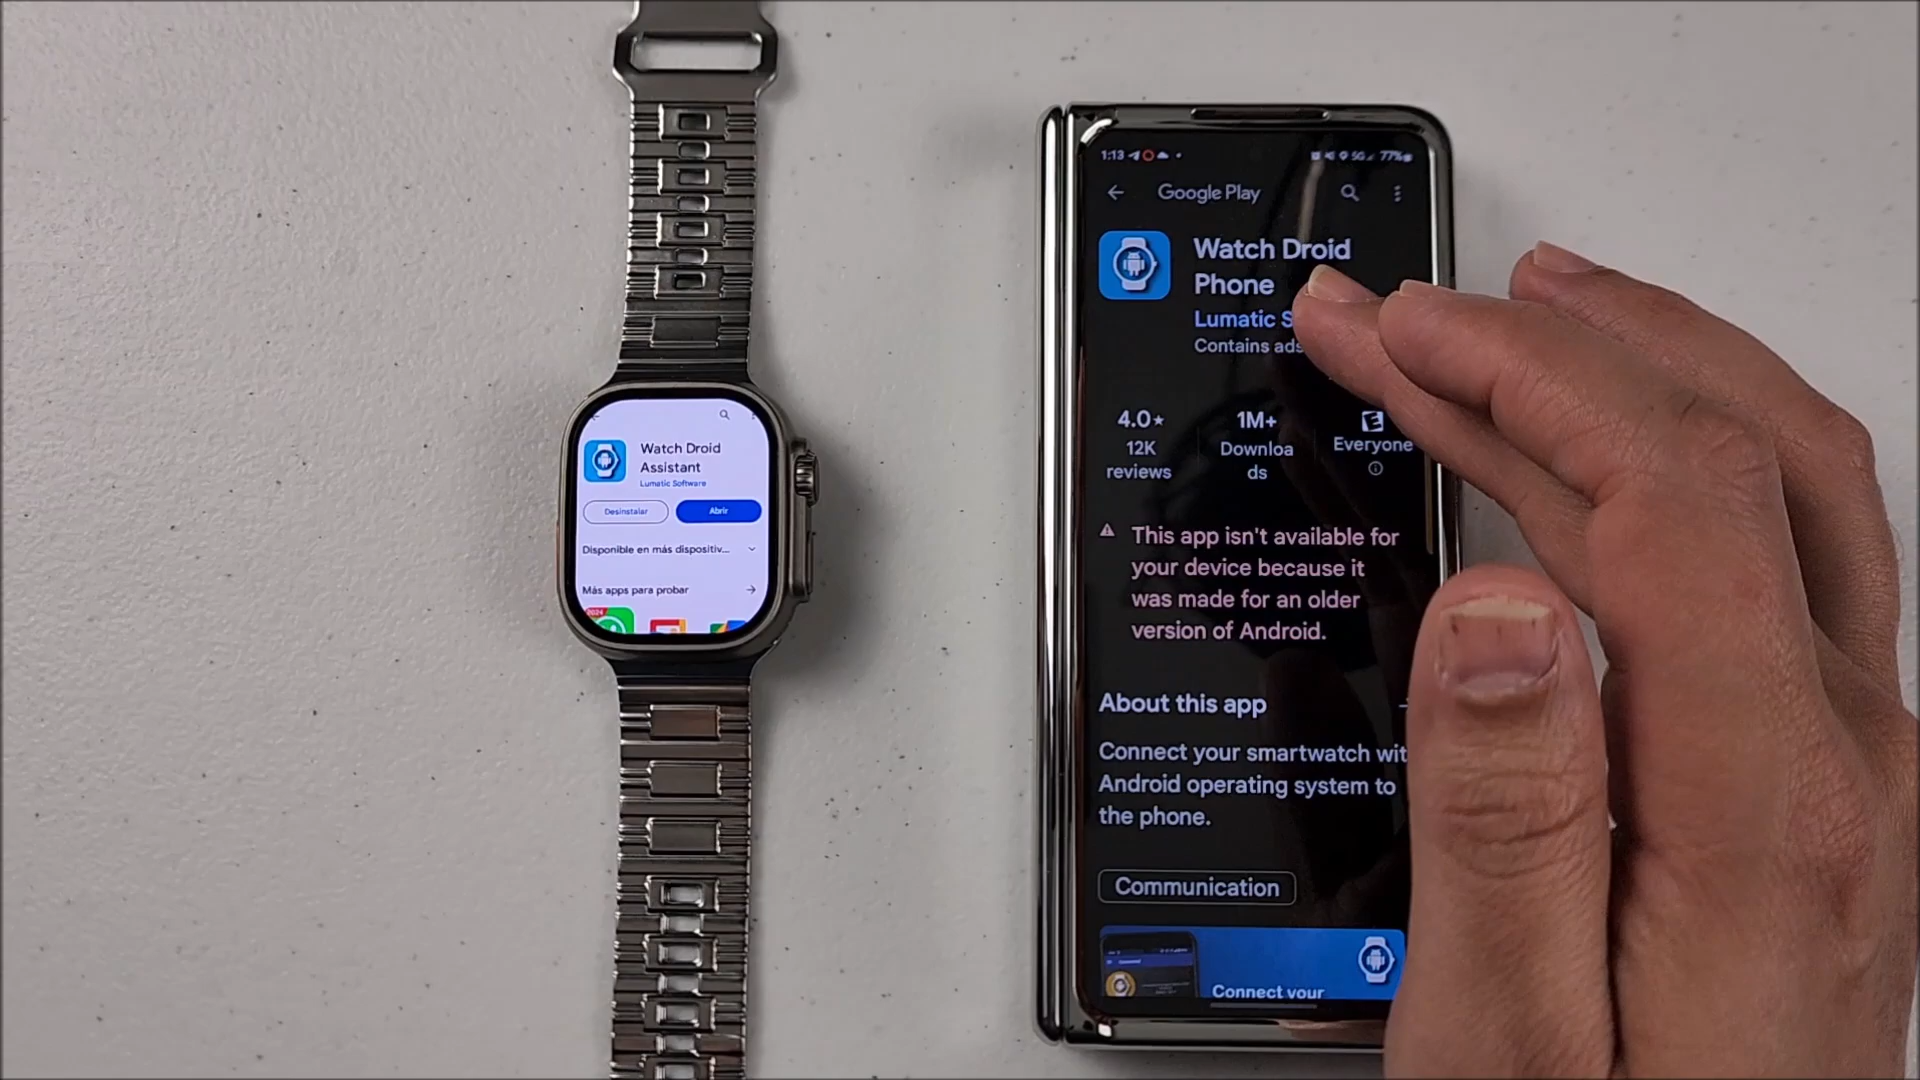 Watch Droid
Assistant
Lumatic Software
Desinstalar
Abrir
Disponible en más dispositiv...
Más apps para probar
2024
1:13
5G 77%
Google Play
Watch Droid
Phone
Lumatic S
Contains ads
4.0★
12K
reviews
1M+
Downloa
ds
E
Everyone
This app isn't available for
your device because it
was made for an older
version of Android.
About this app
Connect your smartwatch wit
Android operating system to
the phone.
Communication
Connect your